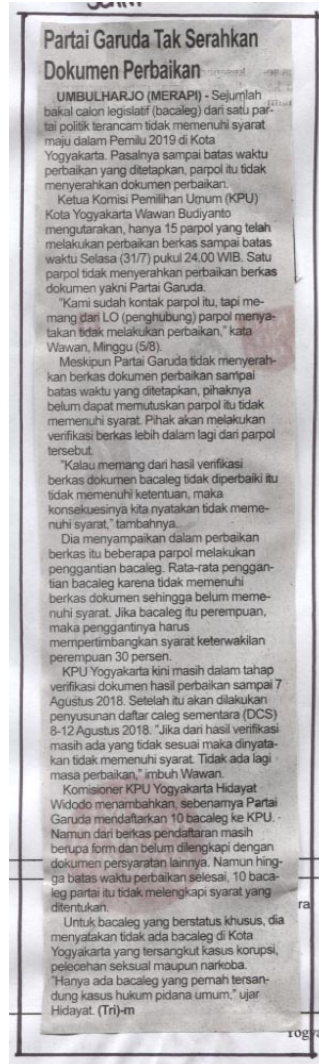 Partai Garuda Tak Serahkan
Dokumen Perbaikan
UMBULHARJO (MERAPI) - Sejumlah
bakal calon legislatif (bacaleg) dari satu par-
tai politik terancam tidak memenuhi syarat
maju dalam Pemilu 2019 di Kota
Yogyakarta. Pasalnya sampai batas waktu
perbaikan yang ditetapkan, parpol itu tidak
menyerahkan dokumen perbaikan.
Ketua Komisi Pemilihan Umum (KPU)
Kota Yogyakarta Wawan Budiyanto
mengutarakan, hanya 15 parpol yang telah
melakukan perbaikan berkas sampai batas
waktu Selasa (31/7) pukul 24.00 WIB. Satu
parpol tidak menyerahkan perbaikan berkas
dokumen yakni Partai Garuda.
"Kami sudah kontak parpol itu, tapi me-
mang dari LO (penghubung) parpol menya-
takan tidak melakukan perbaikan," kata
Wawan, Minggu (5/8).
Meskipun Partai Garuda tidak menyerah-
kan berkas dokumen perbaikan sampai
batas waktu yang ditetapkan, pihaknya
belum dapat memutuskan parpol itu tidak
memenuhi syarat. Pihak akan melakukan
verifikasi berkas lebih dalam lagi dari parpol
tersebut.
"Kalau memang dari hasil verifikasi
berkas dokumen bacaleg tidak diperbaiki itu
tidak memenuhi ketentuan, maka
konsekuesinya kita nyatakan tidak meme-
nuhi syarat," tambahnya.
Dia menyampaikan dalam perbaikan
berkas itu beberapa parpol melakukan
penggantian bacaleg. Rata-rata penggan-
tian bacaleg karena tidak memenuhi
berkas dokumen sehingga belum meme-
nuhi syarat. Jika bacaleg itu perempuan,
maka penggantinya harus
mempertimbangkan syarat keterwakilan
perempuan 30 persen.
KPU Yogyakarta kini masih dalam tahap
verifikasi dokumen hasil perbaikan sampai 7
Agustus 2018. Setelah itu akan dilakukan
penyusunan daftar caleg sementara (DCS)
8-12 Agustus 2018. "Jika dari hasil verifikasi
masih ada yang tidak sesuai maka dinyata-
kan tidak memenuhi syarat. Tidak ada lagi
masa perbaikan," imbuh Wawan.
Komisioner KPU Yogyakarta Hidayat
Widodo menambahkan, sebenarnya Partai
Garuda mendaftarkan 10 bacaleg ke KPU.
Namun dari berkas pendaftaran masih
berupa form dan belum dilengkapi dengan
dokumen persyaratan lainnya. Namun hing-
ga batas waktu perbaikan selesai, 10 baca-
leg partai itu tidak melengkapi syarat yang
ditentukan.
Untuk bacaleg yang berstatus khusus, dia
menyatakan tidak ada bacaleg di Kota
Yogyakarta yang tersangkut kasus korupsi,
pelecehan seksual maupun narkoba.
"Hanya ada bacaleg yang pernah tersan-
dung kasus hukum pidana umum," ujar
Hidayat. (Tri)-m
ra